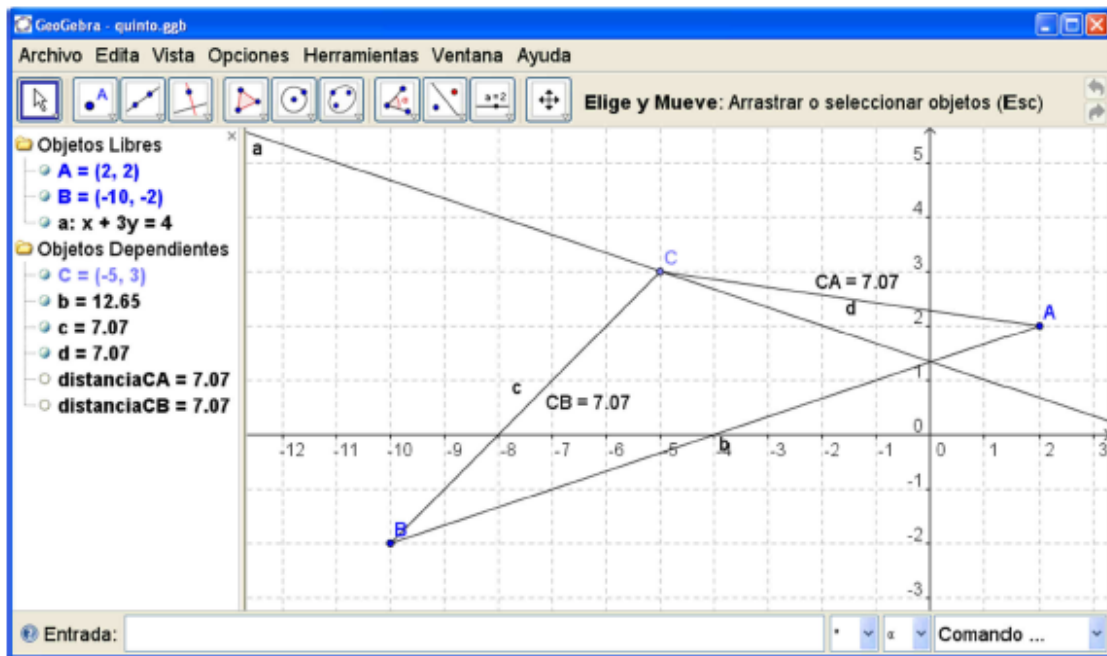 GeoGebra - quinto.ggb
Archivo Edita Vista Opciones Herramientas Ventana Ayuda
A
a=2
Elige y Mueve: Arrastrar o seleccionar objetos (Esc)
Objetos Libres
A = (2, 2)
B = (-10, -2)
a: x + 3y = 4
Objetos Dependientes
C = (-5, 3)
b = 12.65
c = 7.07
d = 7.07
distanciaCA = 7.07
distanciaCB = 7.07
a
5
4
C
3
CA = 7.07
d
A
2
1
c
CB = 7.07
0
b
-12 -11 -10 -9 -8 -7 -6 -5 -4 -3 -2 -1 0 1 2 3
-1
B
-2
-3
Entrada:
α
Comando ...